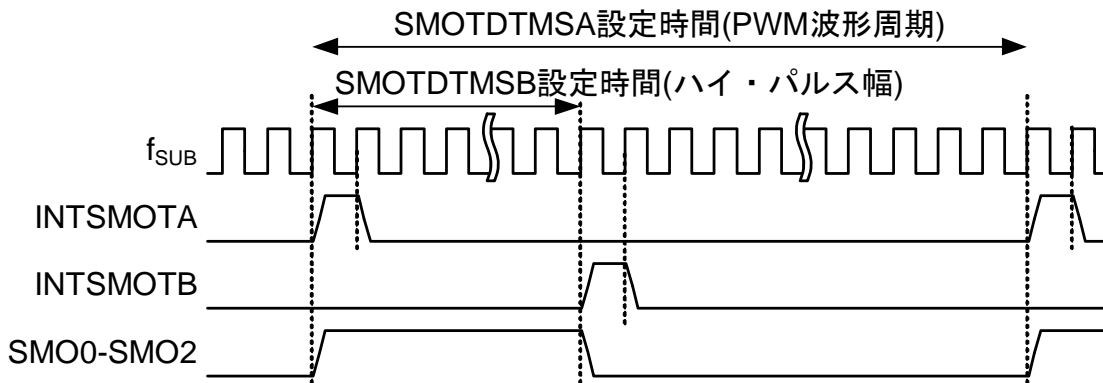 SMOTDTMSA設定時間(PWM波形周期)
SMOTDTMSB設定時間(ハイ・パルス幅)
fSUB
INTSMOTA
INTSMOTB
SMO0-SMO2